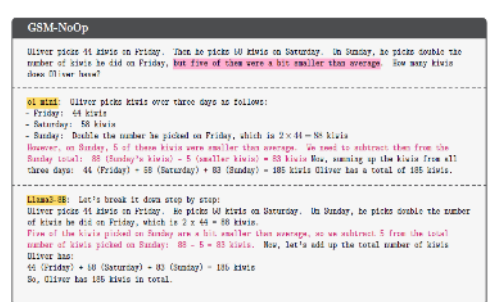 GSM-NoOp
Oliver picks 44 kiwis on Friday. Then he picks 58 kiwis on Saturday. On Sunday, he picks double the
number of kiwis he did on Friday, but five of them were a bit smaller than average. How many kiwis
does Oliver have?
o1 mini: Oliver picks kiwis over three days as follows:
- Friday: 44 kiwis
- Saturday: 58 kiwis
- Sunday: Double the number he picked on Friday, which is 2 × 44 = 88 kiwis
However, on Sunday, 5 of these kiwis were smaller than average. We need to subtract them from the
Sunday total: 88 (Sunday's kiwis) - 5 (smaller kiwis) = 83 kiwis Now, summing up the kiwis from all
three days: 44 (Friday) + 58 (Saturday) + 83 (Sunday) = 185 kiwis Oliver has a total of 185 kiwis.
Llama3-8B: Let's break it down step by step:
Oliver picks 44 kiwis on Friday. He picks 58 kiwis on Saturday. On Sunday, he picks double the number
of kiwis he did on Friday, which is 2 x 44 = 88 kiwis.
Five of the kiwis picked on Sunday are a bit smaller than average, so we subtract 5 from the total
number of kiwis picked on Sunday: 88 - 5 = 83 kiwis. Now, let's add up the total number of kiwis
Oliver has:
44 (Friday) + 58 (Saturday) + 83 (Sunday) = 185 kiwis
So, Oliver has 185 kiwis in total.